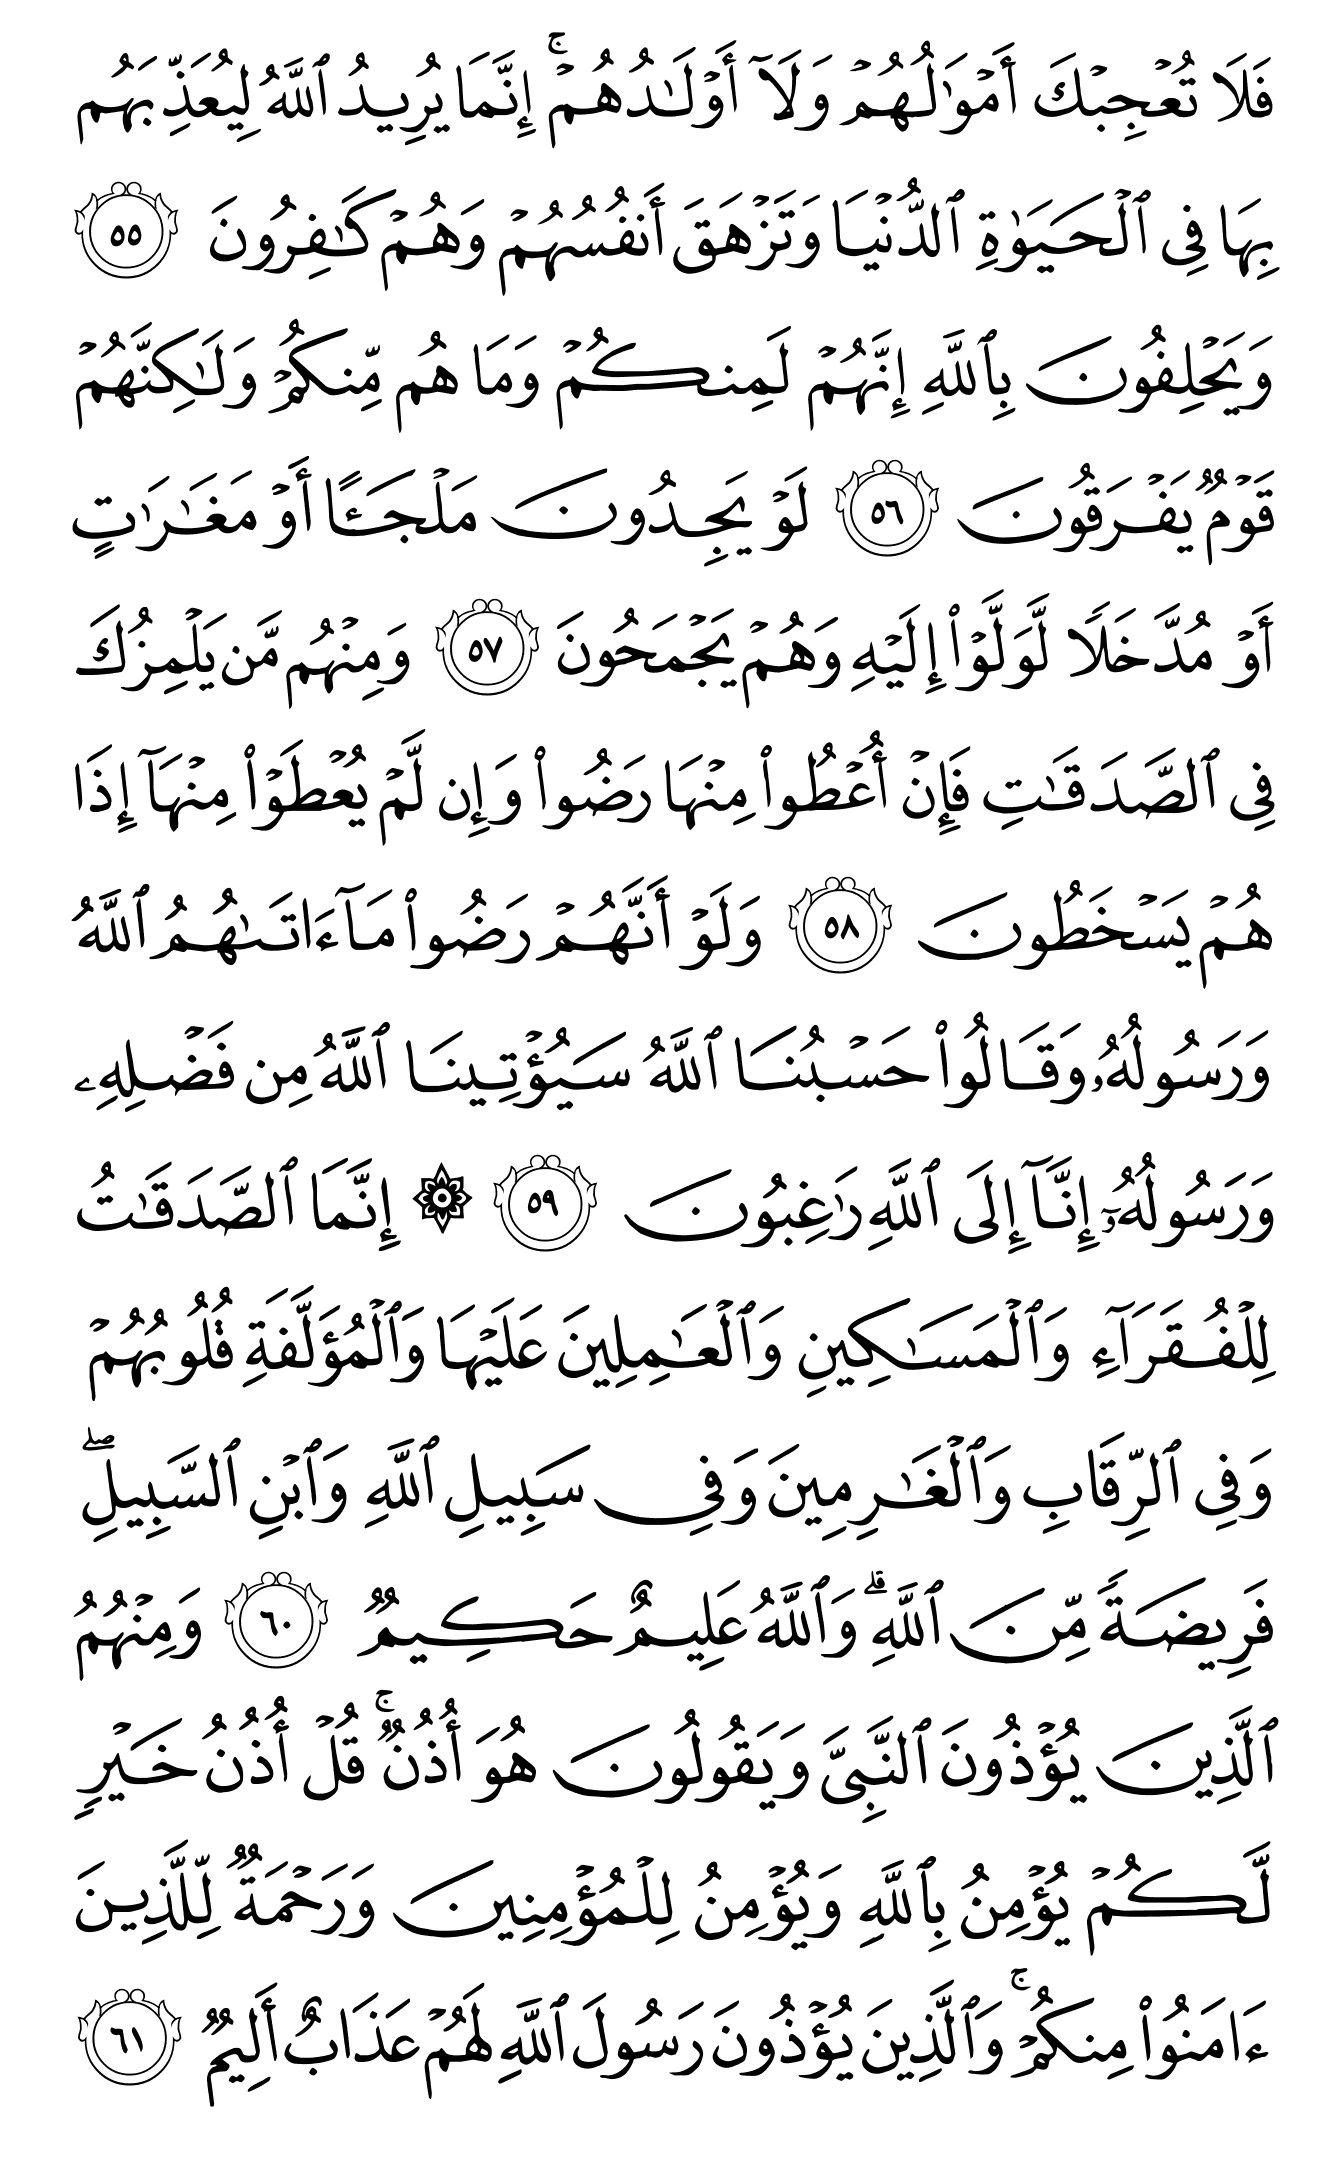 فَلَا تُعۡجِبۡكَ أَمۡوَٰلُهُمۡ وَلَآ أَوۡلَٰدُهُمۡۚ إِنَّمَا يُرِيدُ ٱللَّهُ لِيُعَذِّبَهُم
بِهَا فِي ٱلۡحَيَوٰةِ ٱلدُّنۡيَا وَتَزۡهَقَ أَنفُسُهُمۡ وَهُمۡ كَٰفِرُونَ ٥٥
وَيَحۡلِفُونَ بِٱللَّهِ إِنَّهُمۡ لَمِنكُمۡ وَمَا هُم مِّنكُمۡ وَلَٰكِنَّهُمۡ
قَوۡمٞ يَفۡرَقُونَ ٥٦ لَوۡ يَجِدُونَ مَلۡجَـًٔا أَوۡ مَغَٰرَٰتٍ
أَوۡ مُدَّخَلٗا لَّوَلَّوۡاْ إِلَيۡهِ وَهُمۡ يَجۡمَحُونَ ٥٧ وَمِنۡهُم مَّن يَلۡمِزُكَ
فِي ٱلصَّدَقَٰتِ فَإِنۡ أُعۡطُواْ مِنۡهَا رَضُواْ وَإِن لَّمۡ يُعۡطَوۡاْ مِنۡهَآ إِذَا
هُمۡ يَسۡخَطُونَ ٥٨ وَلَوۡ أَنَّهُمۡ رَضُواْ مَآ ءَاتَىٰهُمُ ٱللَّهُ
وَرَسُولُهُۥ وَقَالُواْ حَسۡبُنَا ٱللَّهُ سَيُؤۡتِينَا ٱللَّهُ مِن فَضۡلِهِۦ
وَرَسُولُهُۥٓ إِنَّآ إِلَى ٱللَّهِ رَٰغِبُونَ ٥٩ ۞ إِنَّمَا ٱلصَّدَقَٰتُ
لِلۡفُقَرَآءِ وَٱلۡمَسَٰكِينِ وَٱلۡعَٰمِلِينَ عَلَيۡهَا وَٱلۡمُؤَلَّفَةِ قُلُوبُهُمۡ
وَفِي ٱلرِّقَابِ وَٱلۡغَٰرِمِينَ وَفِي سَبِيلِ ٱللَّهِ وَٱبۡنِ ٱلسَّبِيلِۖ
فَرِيضَةٗ مِّنَ ٱللَّهِۗ وَٱللَّهُ عَلِيمٌ حَكِيمٞ ٦٠ وَمِنۡهُمُ
ٱلَّذِينَ يُؤۡذُونَ ٱلنَّبِيَّ وَيَقُولُونَ هُوَ أُذُنٞۚ قُلۡ أُذُنُ خَيۡرٖ
لَّكُمۡ يُؤۡمِنُ بِٱللَّهِ وَيُؤۡمِنُ لِلۡمُؤۡمِنِينَ وَرَحۡمَةٞ لِّلَّذِينَ
ءَامَنُواْ مِنكُمۡۚ وَٱلَّذِينَ يُؤۡذُونَ رَسُولَ ٱللَّهِ لَهُمۡ عَذَابٌ أَلِيمٞ ٦١